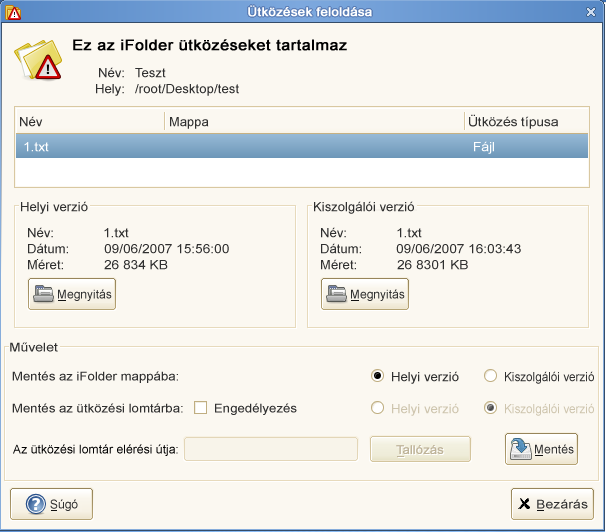 Ütközések feloldása
Ez az iFolder ütközéseket tartalmaz
Név: Teszt
Hely: /root/Desktop/test
Név Mappa Ütközés típusa
1.txt Fájl
Helyi verzió Kiszolgálói verzió
Név: 1.txt Név: 1.txt
Dátum: 09/06/2007 15:56:00 Dátum: 09/06/2007 16:03:43
Méret: 26 834 KB Méret: 26 8301 KB
Megnyitás Megnyitás
Művelet
Mentés az iFolder mappába: Helyi verzió Kiszolgálói verzió
Mentés az ütközési lomtárba: Engedélyezés Helyi verzió Kiszolgálói verzió
Az ütközési lomtár elérési útja: Tallózás Mentés
Súgó Bezárás